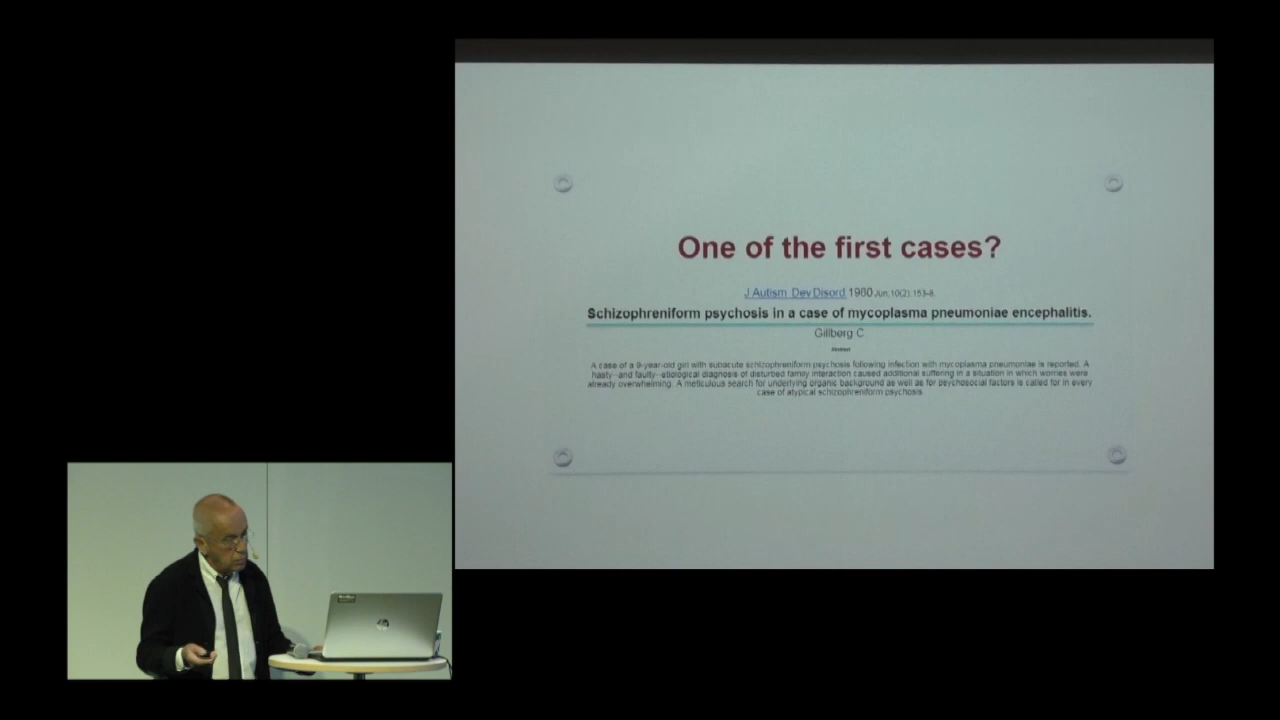 One of the first cases?
J Autism Dev Disord 1980 Jun;10(2):153-8.
Schizophreniform psychosis in a case of mycoplasma pneumoniae encephalitis.
Gillberg C
Abstract
A case of a 9-year-old girl with subacute schizophreniform psychosis following infection with mycoplasma pneumoniae is reported. A
hasty--and faulty--etiological diagnosis of disturbed family interaction caused additional suffering in a situation in which worries were
already overwhelming. A meticulous search for underlying organic background as well as for psychosocial factors is called for in every
case of atypical schizophreniform psychosis
hp